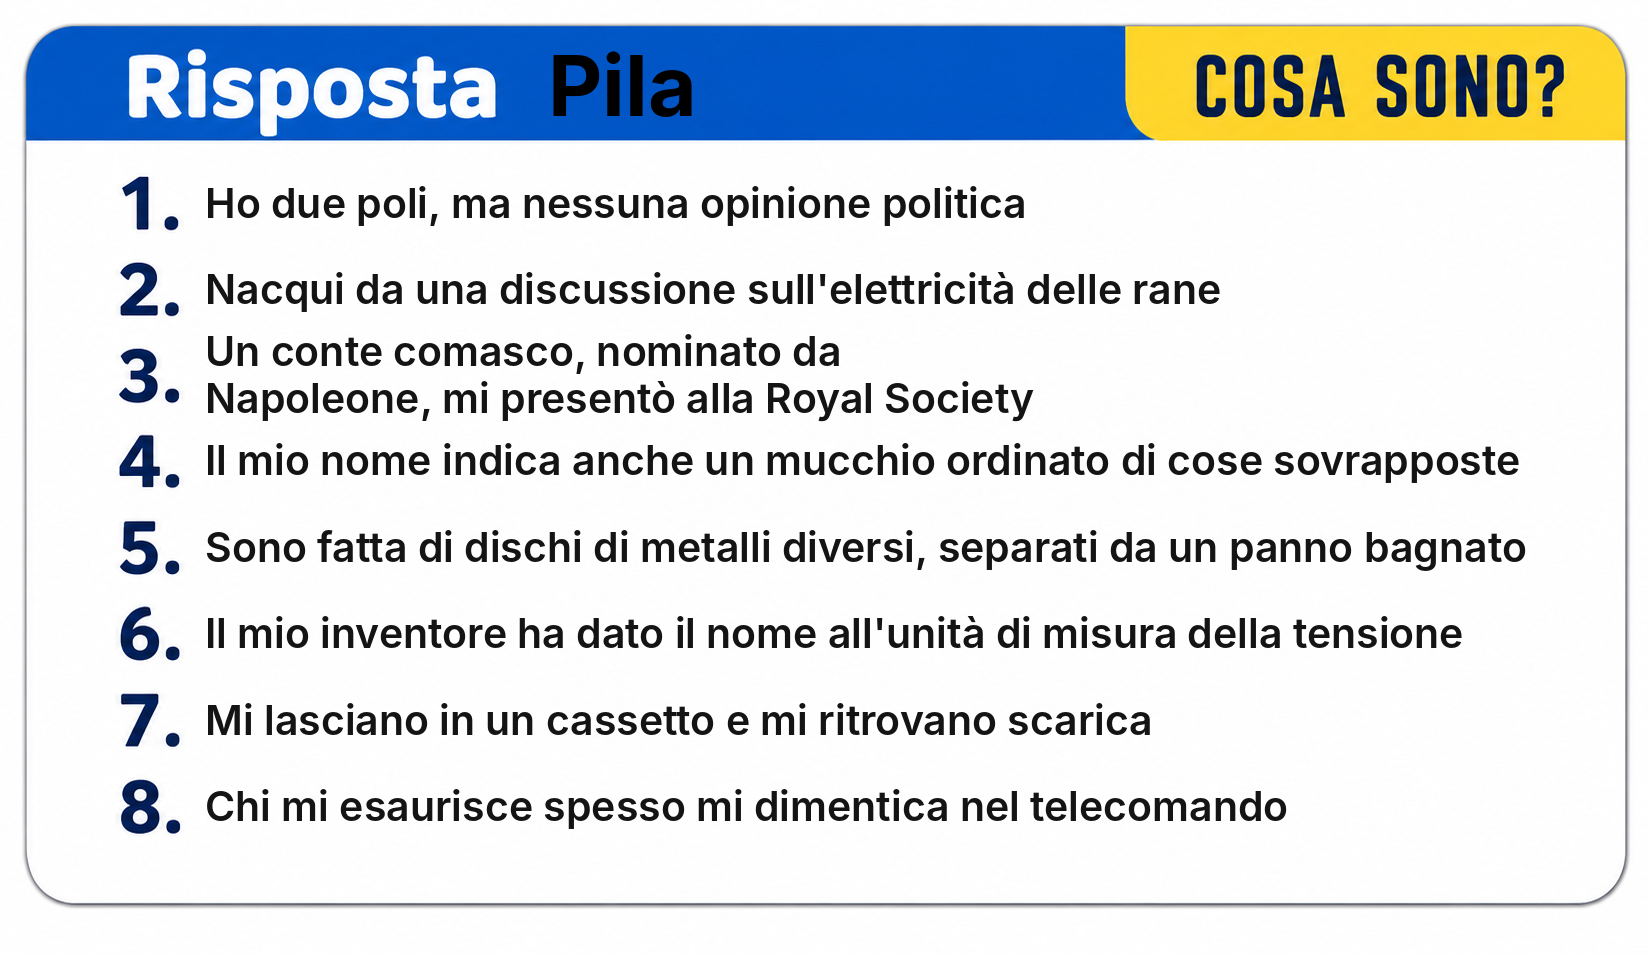 Risposta Pila
COSA SONO?
1. Ho due poli, ma nessuna opinione politica
2. Nacqui da una discussione sull'elettricità delle rane
3. Un conte comasco, nominato da
Napoleone, mi presentò alla Royal Society
4. Il mio nome indica anche un mucchio ordinato di cose sovrapposte
5. Sono fatta di dischi di metalli diversi, separati da un panno bagnato
6. Il mio inventore ha dato il nome all'unità di misura della tensione
7. Mi lasciano in un cassetto e mi ritrovano scarica
8. Chi mi esaurisce spesso mi dimentica nel telecomando